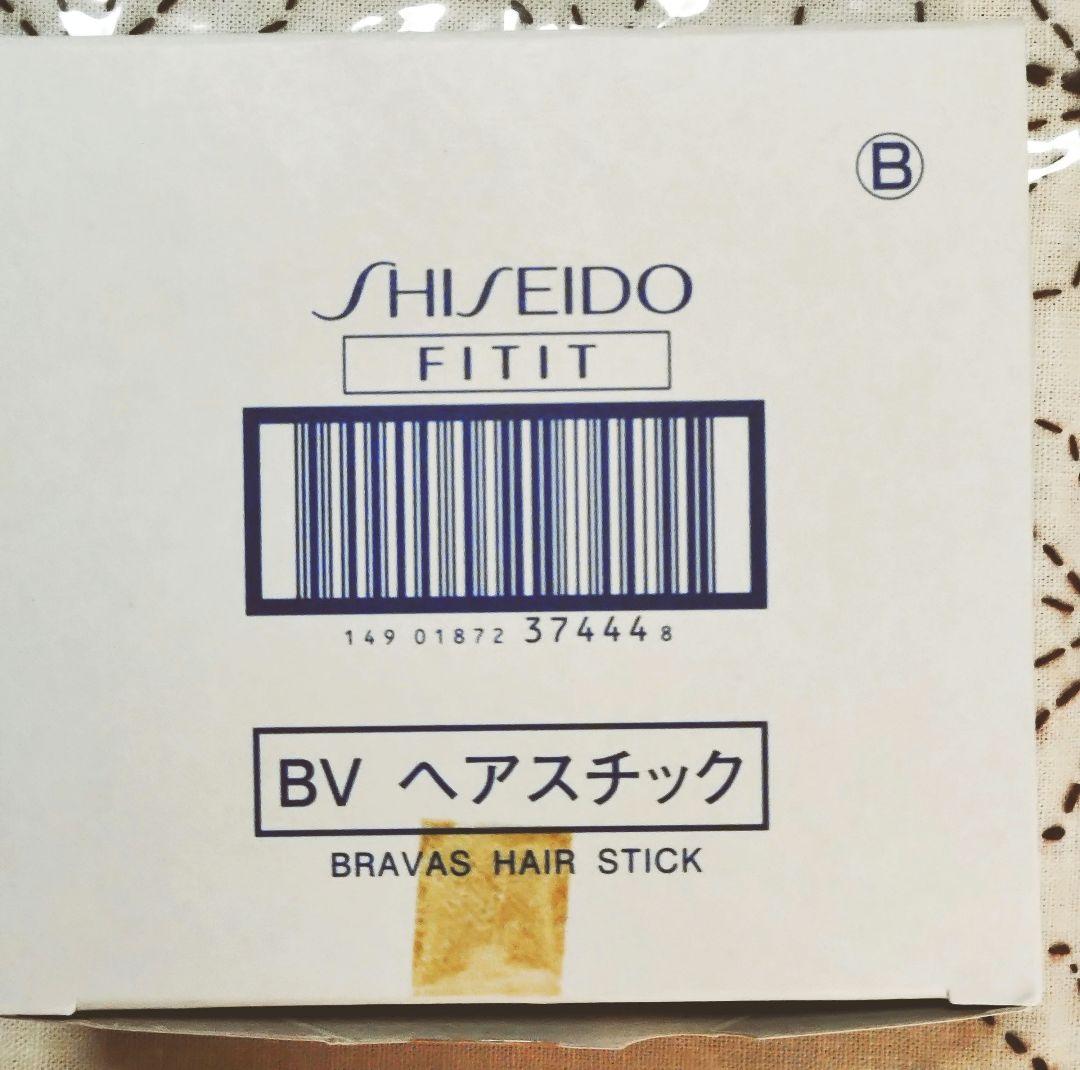 B
SHISEIDO
FITIT
149 01872 37444 8
BV ヘアスチック
BRAVAS HAIR STICK